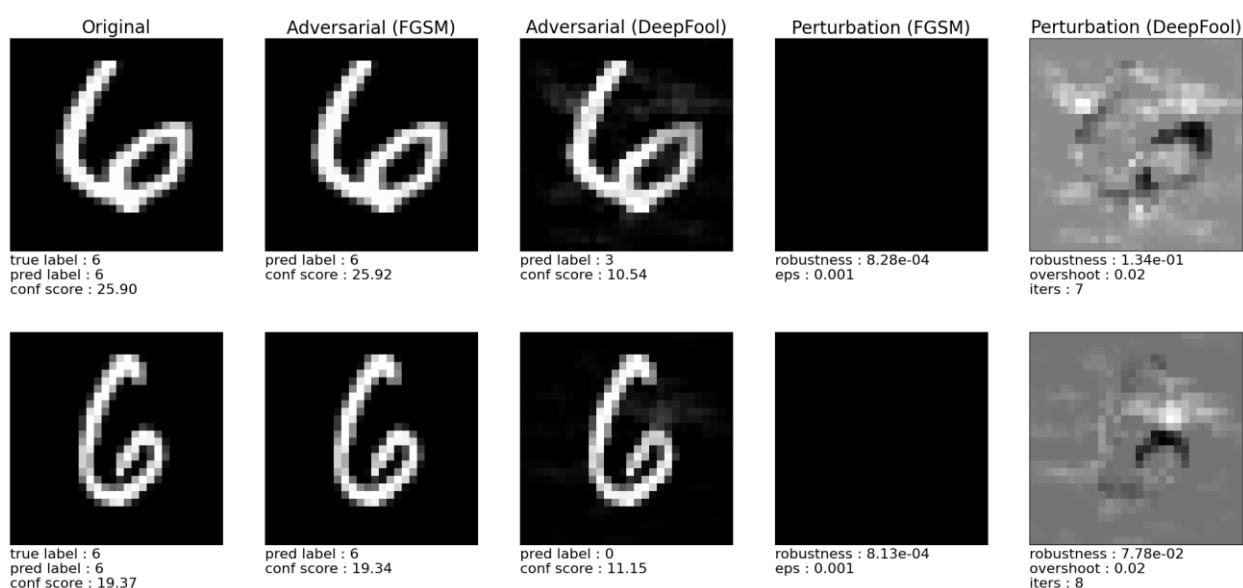 Original Adversarial (FGSM) Adversarial (DeepFool) Perturbation (FGSM) Perturbation (DeepFool)
true label : 6 pred label : 6 pred label : 3 robustness : 8.28e-04 robustness : 1.34e-01
pred label : 6 conf score : 25.92 conf score : 10.54 eps : 0.001 overshoot : 0.02
conf score : 25.90 iters : 7
true label : 6 pred label : 6 pred label : 0 robustness : 8.13e-04 robustness : 7.78e-02
pred label : 6 conf score : 19.34 conf score : 11.15 eps : 0.001 overshoot : 0.02
conf score : 19.37 iters : 8